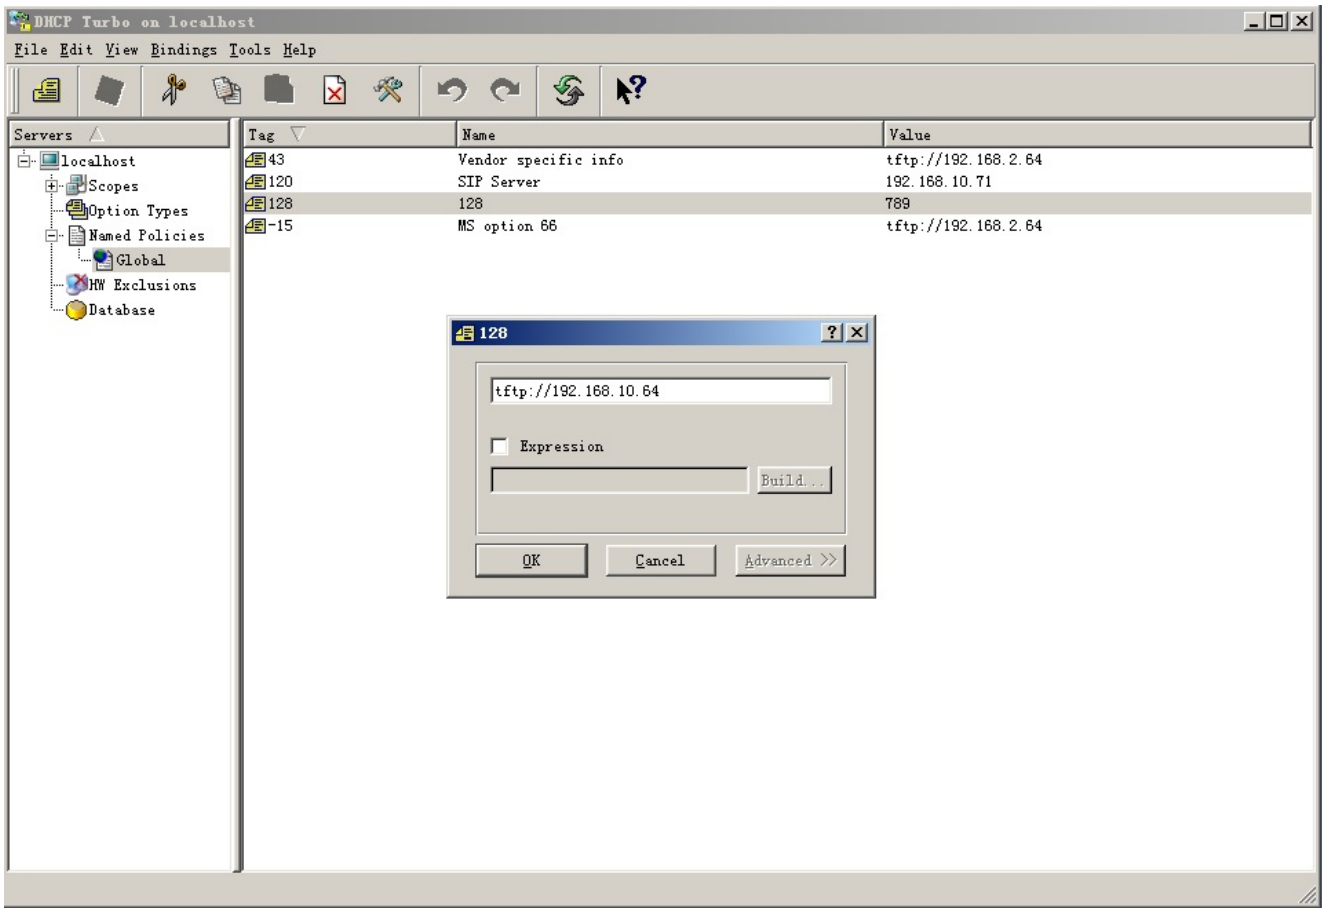 DHCP Turbo on localhost
File Edit View Bindings Tools Help
Servers
Tag Name Value
localhost
Scopes
Option Types
Named Policies
Global
HW Exclusions
Database
43 Vendor specific info tftp://192.168.2.64
120 SIP Server 192.168.10.71
128 128 789
-15 MS option 66 tftp://192.168.2.64
128
tftp://192.168.10.64
Expression
Build...
OK Cancel Advanced >>